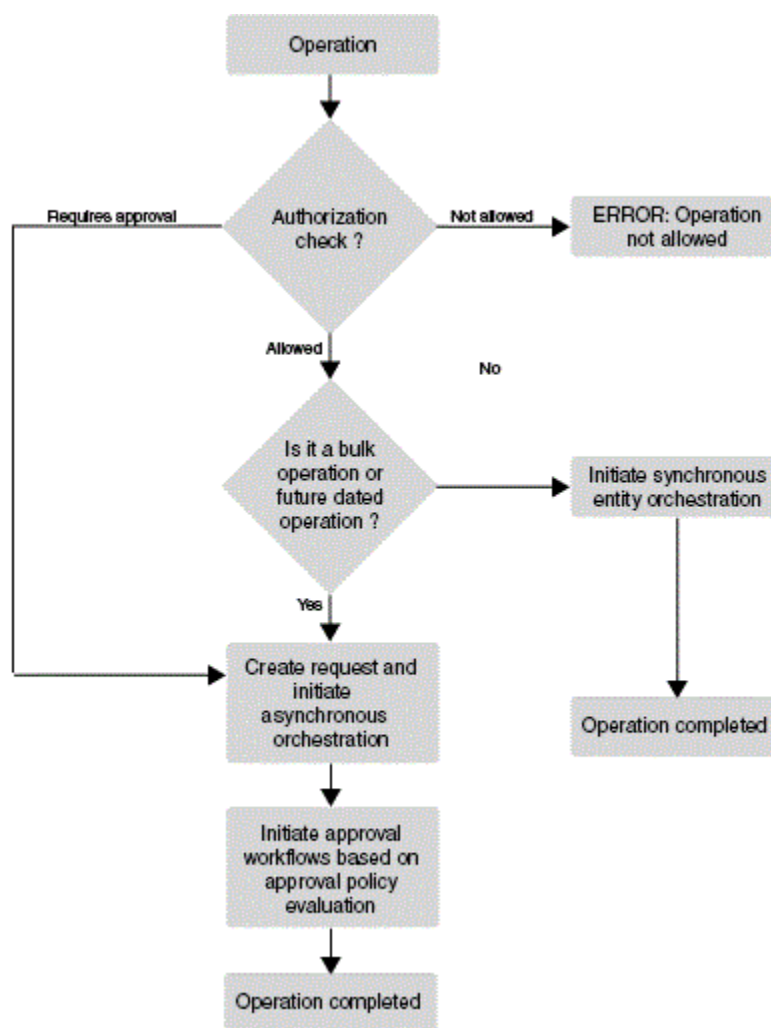 Operation
Requires approval
Authorization
check ?
Not allowed
ERROR: Operation
not allowed
Allowed
No
Is it a bulk
operation or
future dated
operation ?
Initiate synchronous
entity orchestration
Yes
Create request and
initiate
asynchronous
orchestration
Operation completed
Initiate approval
workflows based on
approval policy
evaluation
Operation completed